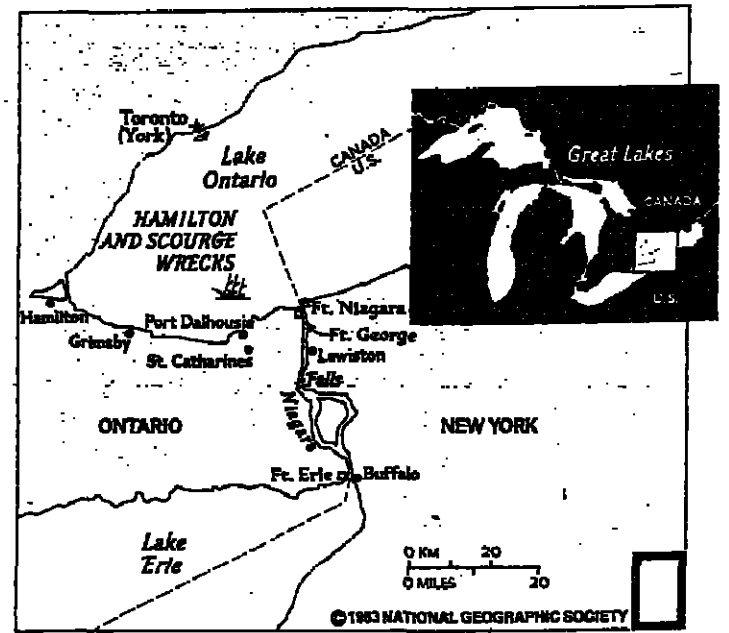 Toronto
(York)
Lake
Ontario
CANADA
U.S.
Great Lakes
CANADA
U.S.
HAMILTON
AND SCOURGE
WRECKS
Hamilton
Grimsby
Port Dalhousie
St. Catharines
Ft. Niagara
Ft. George
Lewiston
Falls
Niagara
ONTARIO
NEW YORK
Ft. Erie
Buffalo
Lake
Erie
0 KM 20
0 MILES 20
©1983 NATIONAL GEOGRAPHIC SOCIETY